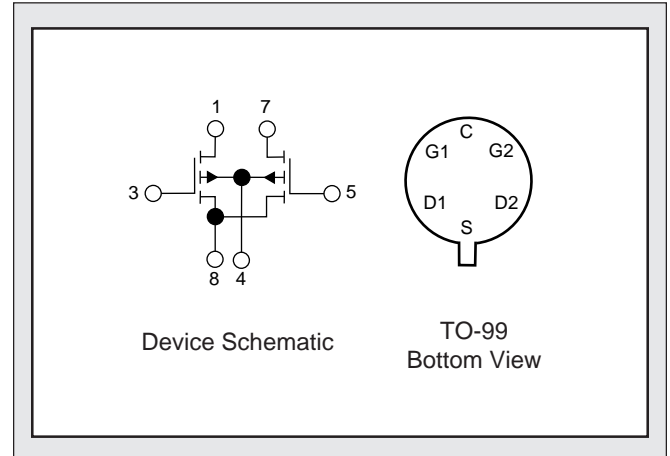 1 7
3 5
8 4
Device Schematic
C
G1 G2
D1 D2
S
TO-99
Bottom View